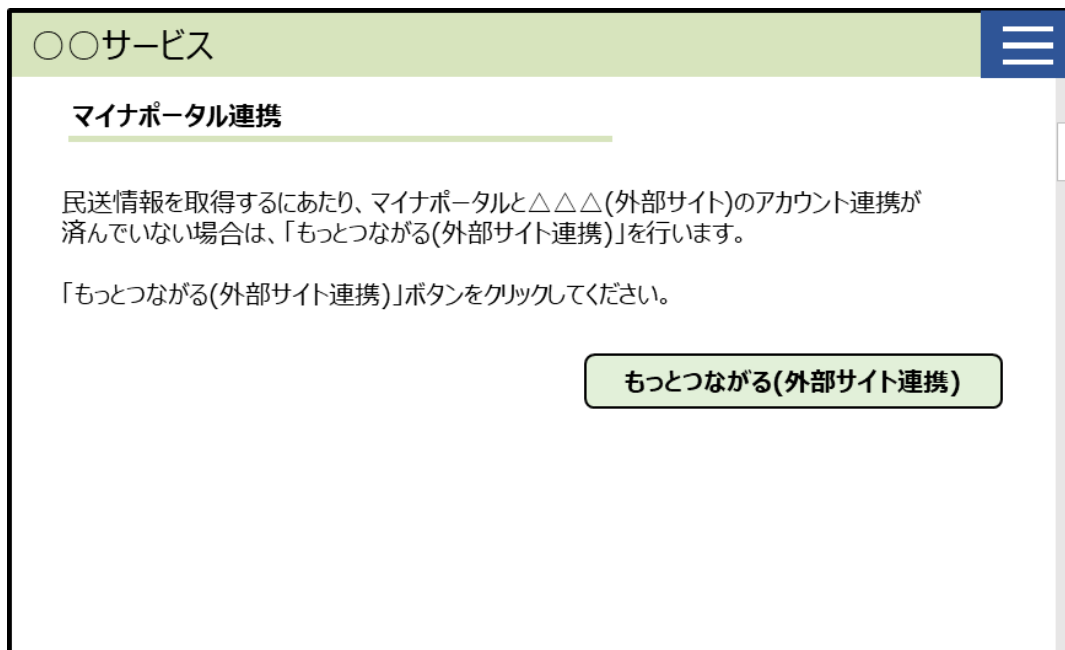 ○○サービス
マイナポータル連携
民送情報を取得するにあたり、マイナポータルと△△△(外部サイト)のアカウント連携が
済んでいない場合は、「もっとつながる(外部サイト連携)」を行います。
「もっとつながる(外部サイト連携)」ボタンをクリックしてください。
もっとつながる(外部サイト連携)